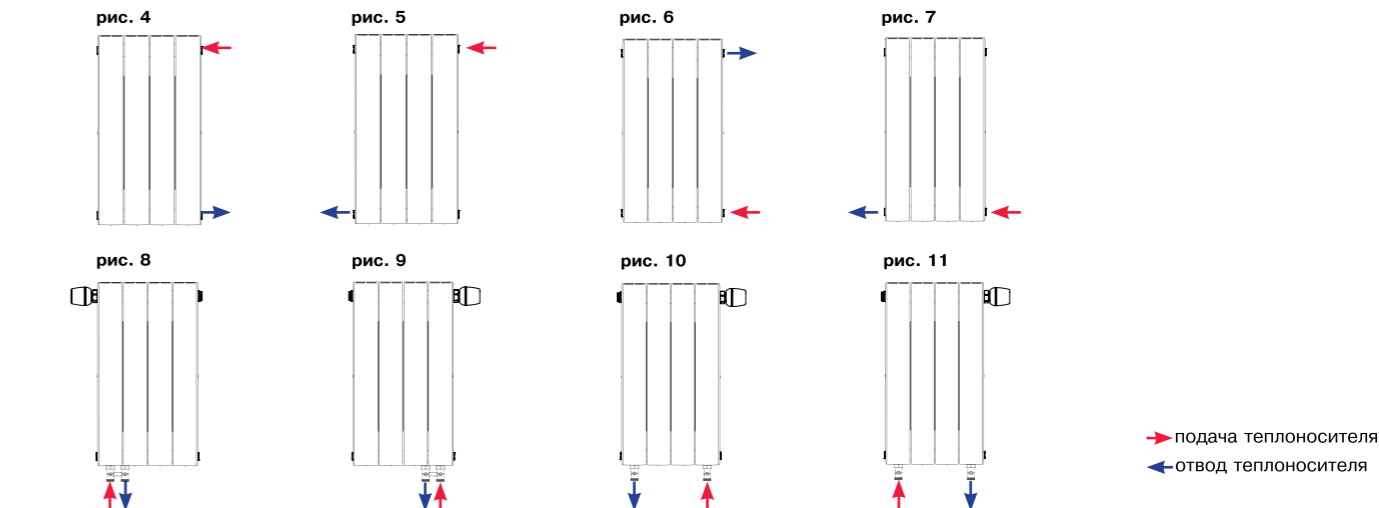 рис. 4
рис. 5
рис. 6
рис. 7
рис. 8
рис. 9
рис. 10
рис. 11
подача теплоносителя
отвод теплоносителя